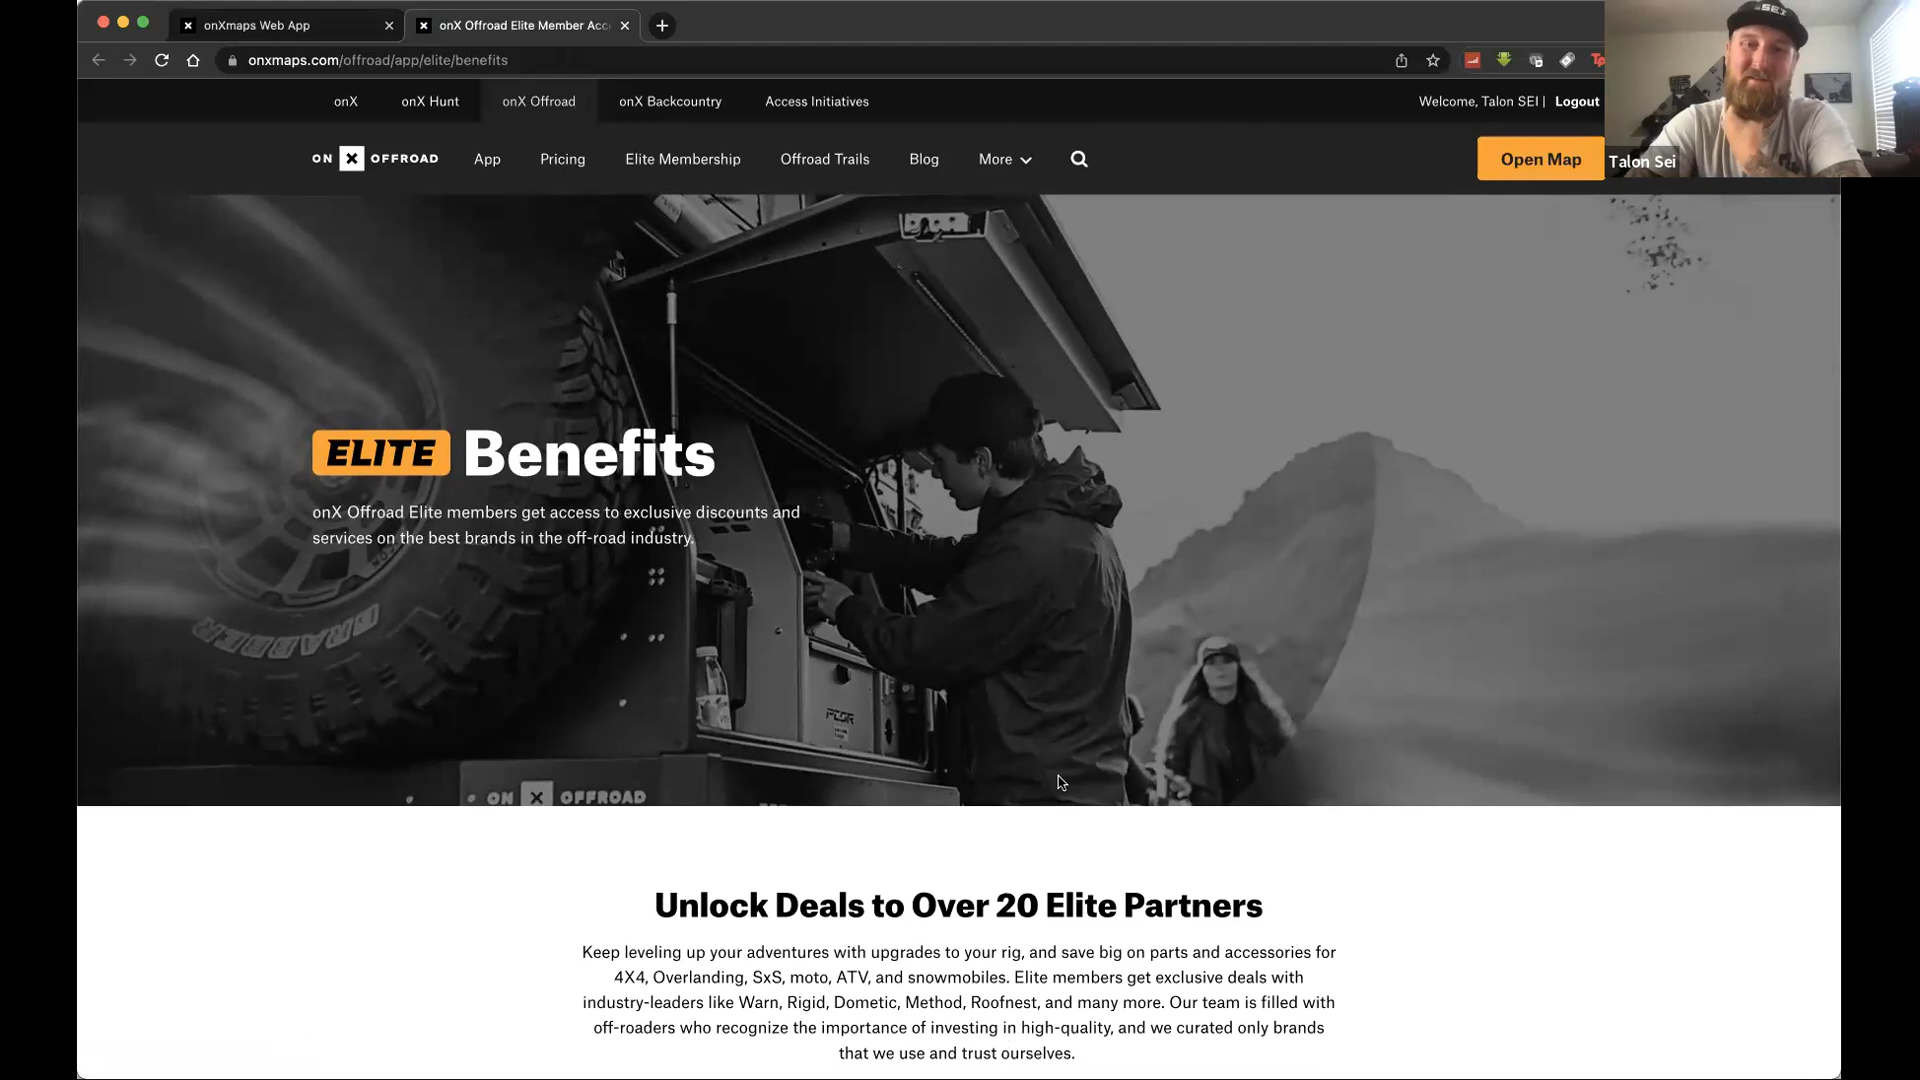 onXmaps Web App
onX Offroad Elite Member Acc
onxmaps.com/offroad/app/elite/benefits
SEI
onX
onX Hunt
onX Offroad
onX Backcountry
Access Initiatives
Welcome, Talon SEI |
Logout
ON X OFFROAD
App
Pricing
Elite Membership
Offroad Trails
Blog
More
Open Map
Talon Sei
ELITE Benefits
onX Offroad Elite members get access to exclusive discounts and
services on the best brands in the off-road industry.
ON X OFFROAD
Unlock Deals to Over 20 Elite Partners
Keep leveling up your adventures with upgrades to your rig, and save big on parts and accessories for
4X4, Overlanding, SxS, moto, ATV, and snowmobiles. Elite members get exclusive deals with
industry-leaders like Warn, Rigid, Dometic, Method, Roofnest, and many more. Our team is filled with
off-roaders who recognize the importance of investing in high-quality, and we curated only brands
that we use and trust ourselves.